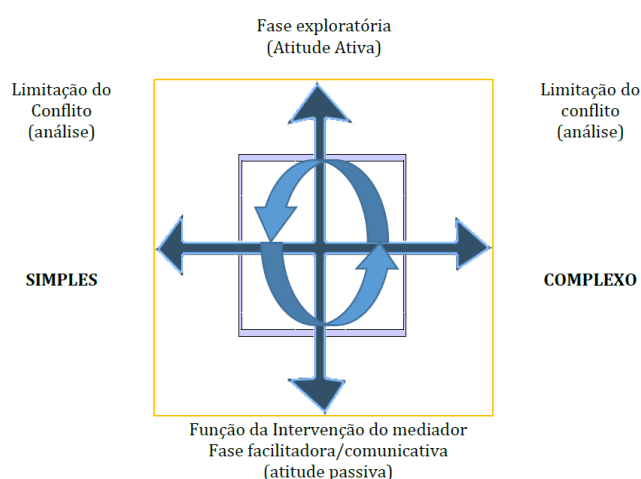 Fase exploratória
(Atitude Ativa)
Limitação do
Conflito
(análise)
Limitação do
conflito
(análise)
SIMPLES
COMPLEXO
Função da Intervenção do mediador
Fase facilitadora/comunicativa
(atitude passiva)